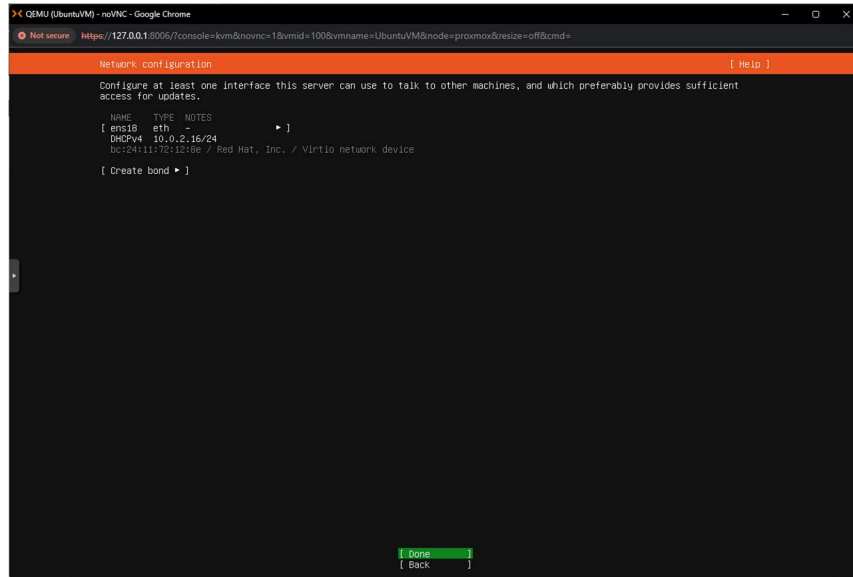 QEMU (UbuntuVM) - noVNC - Google Chrome
Not secure https://127.0.0.1:8006/?console=kvm&novnc=1&vmid=100&vmname=UbuntuVM&node=proxmox&resize=off&cmd=
Network configuration [ Help ]
Configure at least one interface this server can use to talk to other machines, and which preferably provides sufficient
access for updates.
NAME TYPE NOTES
[ ens18 eth - ▸ ]
DHCPv4 10.0.2.16/24
bc:24:11:72:12:8e / Red Hat, Inc. / Virtio network device
[ Create bond ▸ ]
[ Done ]
[ Back ]